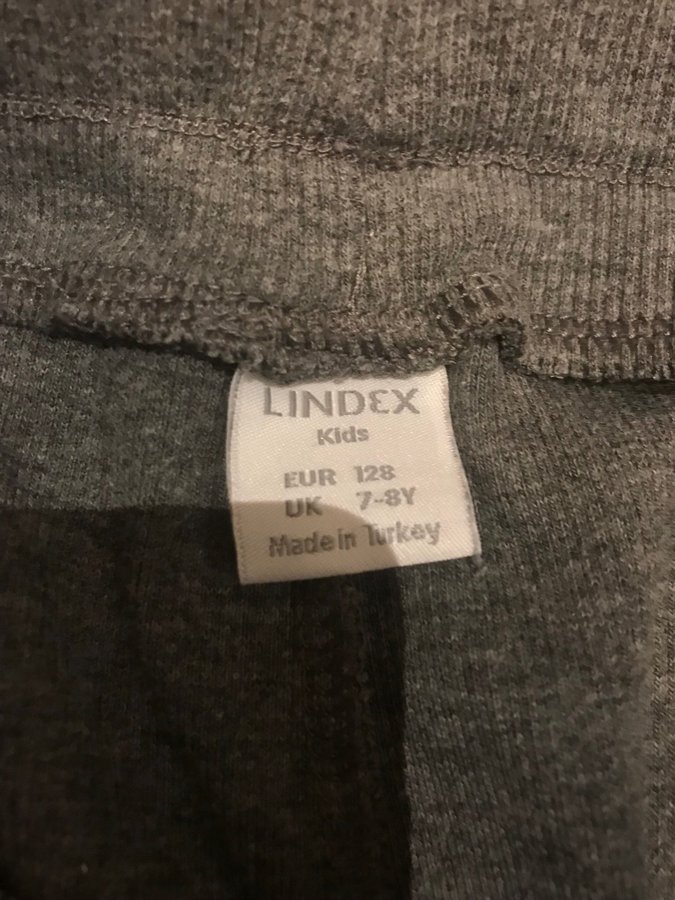 LINDEX
Kids
EUR 128
UK 7-8Y
Made in Turkey